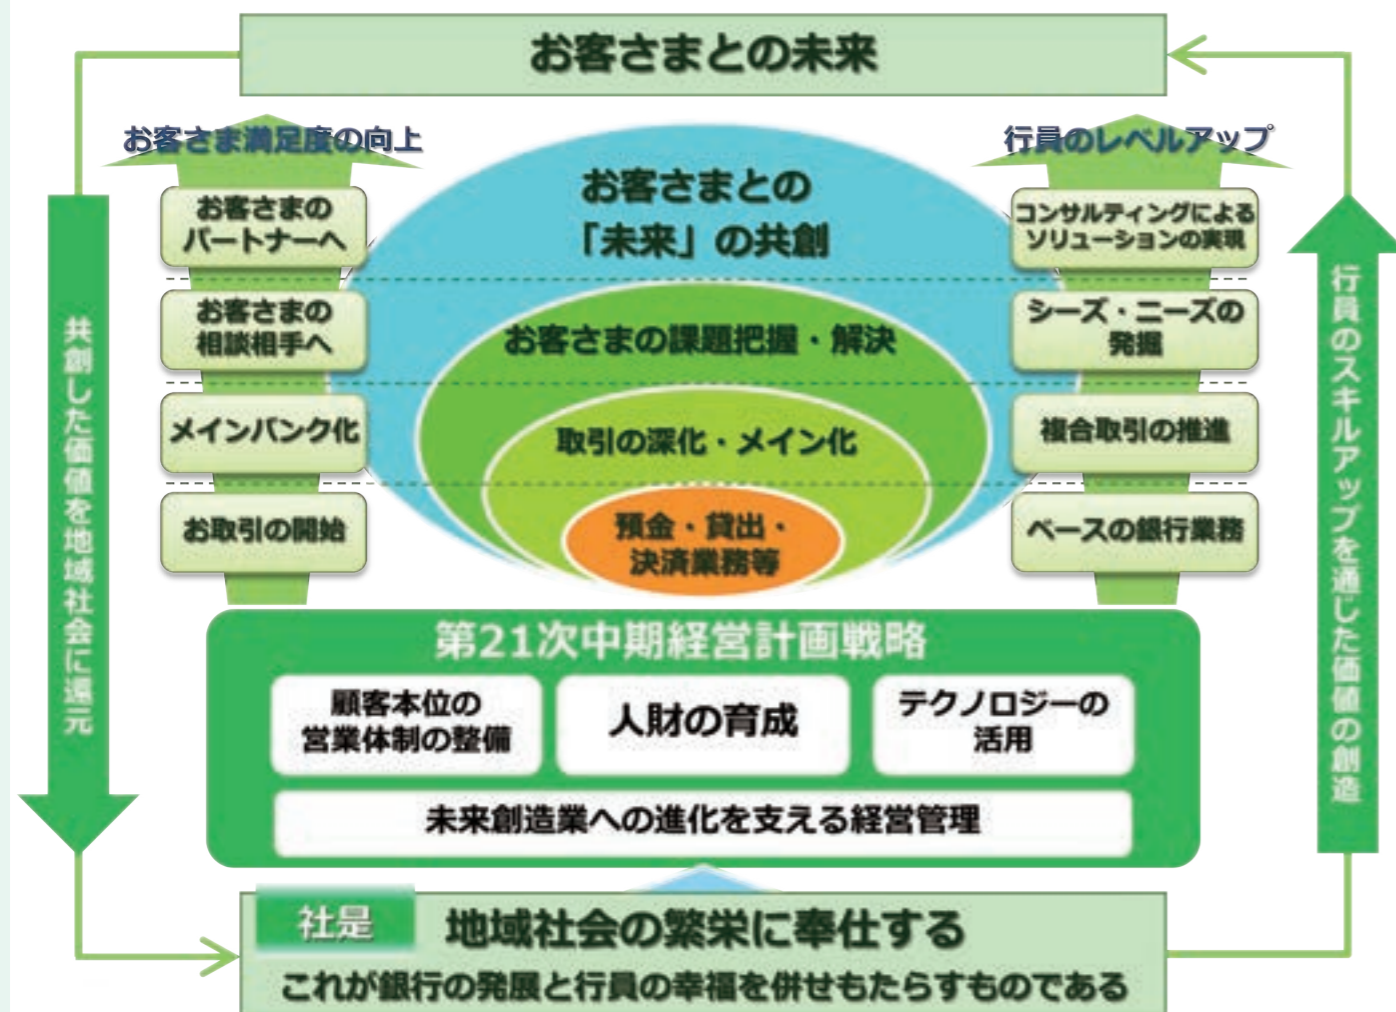 お客さまとの未来
お客さま満足度の向上
行員のレベルアップ
お客さまとの
「未来」の共創
お客さまの
パートナーへ
コンサルティングによる
ソリューションの実現
お客さまの
相談相手へ
お客さまの課題把握・解決
シーズ・ニーズの
発掘
メインバンク化
取引の深化・メイン化
複合取引の推進
お取引の開始
預金・貸出・
決済業務等
ベースの銀行業務
共創した価値を地域社会に還元
行員のスキルアップを通じた価値の創造
第21次中期経営計画戦略
顧客本位の
営業体制の整備
人財の育成
テクノロジーの
活用
未来創造業への進化を支える経営管理
社是
地域社会の繁栄に奉仕する
これが銀行の発展と行員の幸福を併せもたらすものである